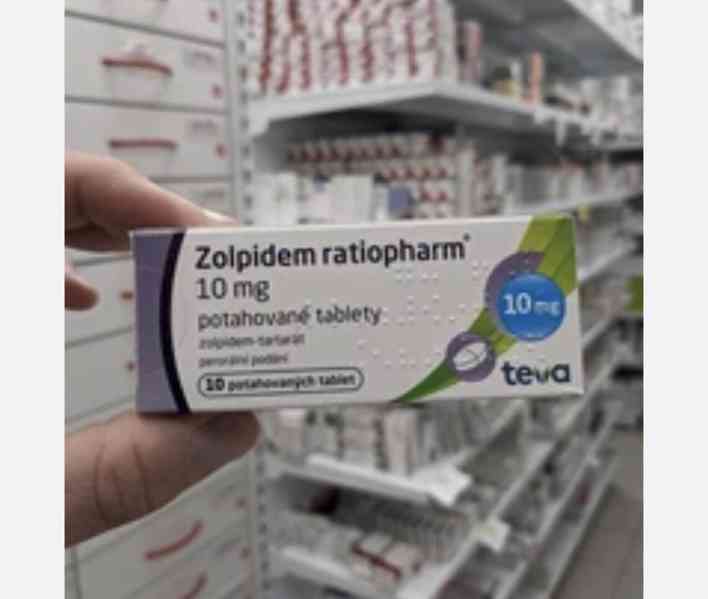 Zolpidem ratiopharm®
10 mg
potahované tablety
zolpidem-tartarát
perorální podání
10 potahovaných tablet
10 mg
teva